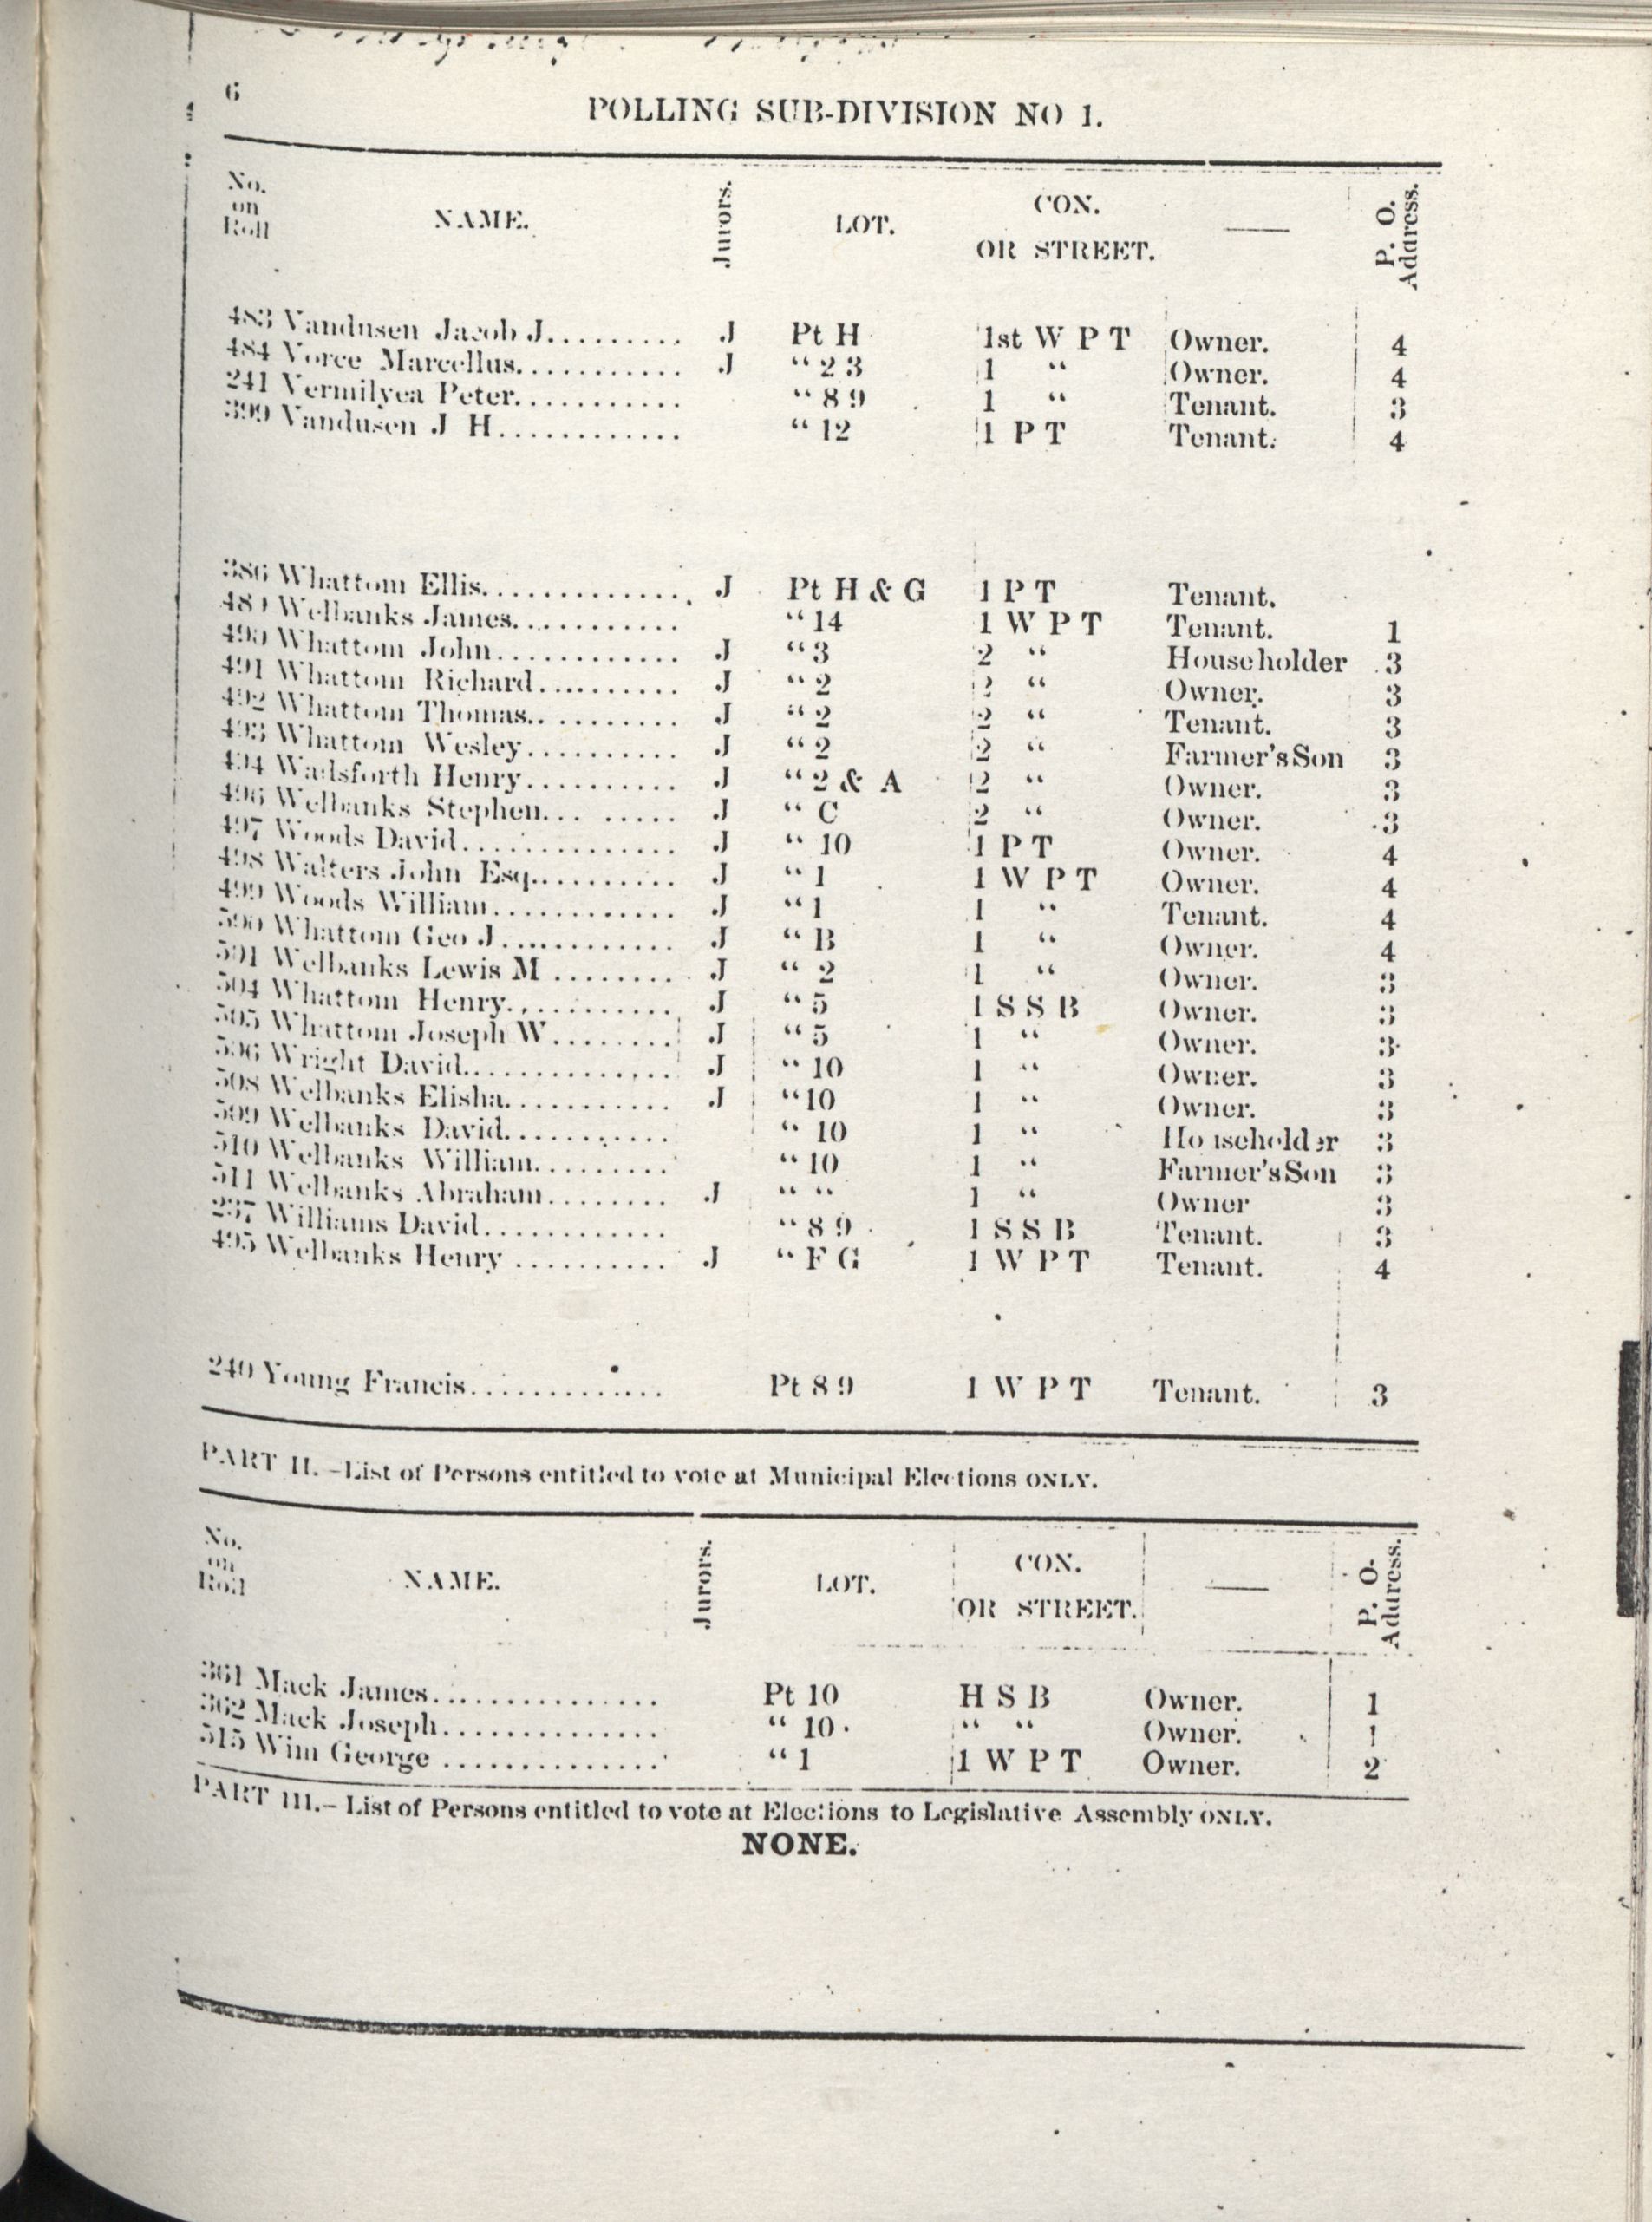 6
POLLING SUB-DIVISION NO 1.
No. on Roll NAME. Jurors. LOT. CON. OR STREET. — P. O. Address.
483 Vandusen Jacob J......... J Pt H 1st W P T Owner. 4
484 Vorce Marcellus........... J “ 2 3 1 “ Owner. 4
241 Vermilyea Peter........... “ 8 9 1 “ Tenant. 3
399 Vandusen J H............ “ 12 1 P T Tenant. 4
386 Whattom Ellis............. J Pt H & G 1 P T Tenant.
489 Welbanks James........... “ 14 1 W P T Tenant. 1
490 Whattom John............ J “ 3 2 “ Householder 3
491 Whattom Richard.......... J “ 2 2 “ Owner. 3
492 Whattom Thomas.......... J “ 2 2 “ Tenant. 3
493 Whattom Wesley.......... J “ 2 2 “ Farmer's Son 3
494 Wadsforth Henry.......... J “ 2 & A 2 “ Owner. 3
496 Welbanks Stephen... ..... J “ C 2 “ Owner. 3
497 Woods David.............. J “ 10 1 P T Owner. 4
498 Walters John Esq.......... J “ 1 1 W P T Owner. 4
499 Woods William............ J “ 1 1 “ Tenant. 4
500 Whattom Geo J............ J “ B 1 “ Owner. 4
501 Welbanks Lewis M ........ J “ 2 1 “ Owner. 3
504 Whattom Henry........... J “ 5 1 S S B Owner. 3
505 Whattom Joseph W........ J “ 5 1 “ Owner. 3
506 Wright David.............. J “ 10 1 “ Owner. 3
508 Welbanks Elisha........... J “ 10 1 “ Owner. 3
509 Welbanks David........... “ 10 1 “ Householder 3
510 Welbanks William......... “ 10 1 “ Farmer's Son 3
511 Welbanks Abraham........ J “ “ 1 “ Owner 3
237 Williams David............ “ 8 9 1 S S B Tenant. 3
495 Welbanks Henry .......... J “ F G 1 W P T Tenant. 4
240 Young Francis............. Pt 8 9 1 W P T Tenant. 3
PART II. –List of Persons entitled to vote at Municipal Elections ONLY.
No. on Roll NAME. Jurors. LOT. CON. OR STREET. — P. O. Address.
361 Mack James............... Pt 10 H S B Owner. 1
362 Mack Joseph.............. “ 10. “ “ Owner. 1
515 Wim George .............. “ 1 1 W P T Owner. 2
PART III.– List of Persons entitled to vote at Elections to Legislative Assembly ONLY.
NONE.